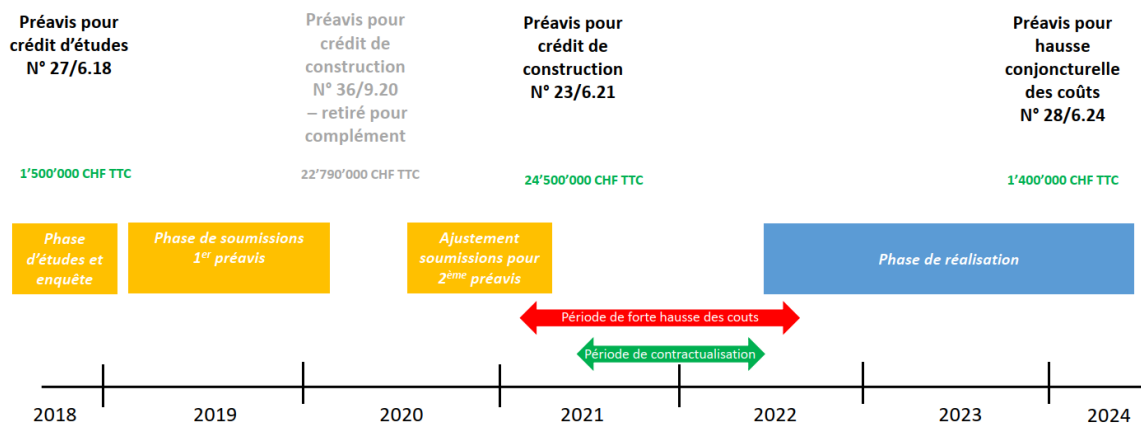 Préavis pour
crédit d'études
N° 27/6.18
Préavis pour
crédit de
construction
N° 36/9.20
– retiré pour
complément
Préavis pour
crédit de
construction
N° 23/6.21
Préavis pour
hausse
conjoncturelle
des coûts
N° 28/6.24
1'500'000 CHF TTC
22'790'000 CHF TTC
24'500'000 CHF TTC
1'400'000 CHF TTC
Phase
d'études et
enquête
Phase de soumissions
1er préavis
Ajustement
soumissions pour
2ème préavis
Phase de réalisation
Période de forte hausse des couts
Période de contractualisation
2018
2019
2020
2021
2022
2023
2024